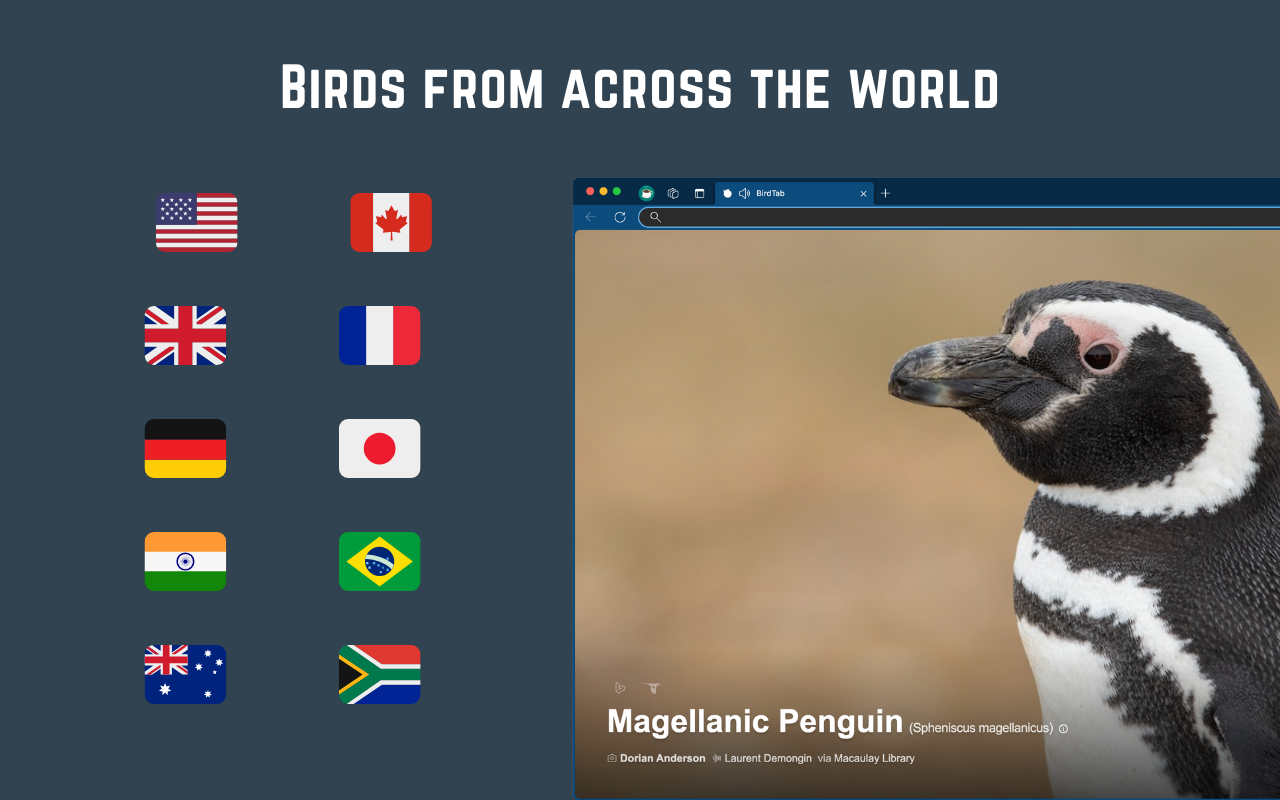 Birds from across the world
BirdTab
Magellanic Penguin (Spheniscus magellanicus)
Dorian Anderson Laurent Demongin via Macaulay Library